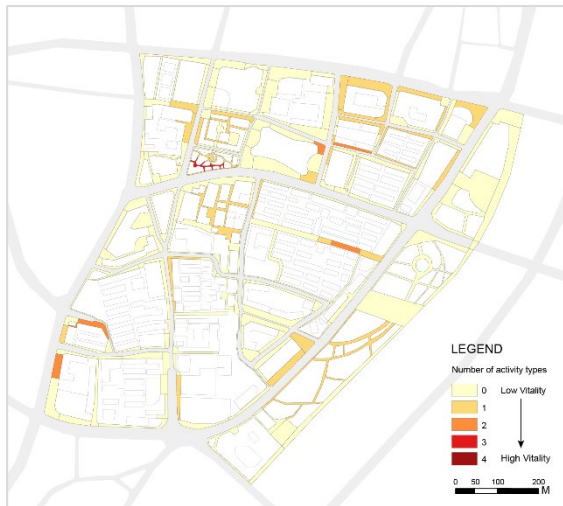 LEGEND
Number of activity types
0 Low Vitality
1
2
3
4 High Vitality
0 50 100 200
M